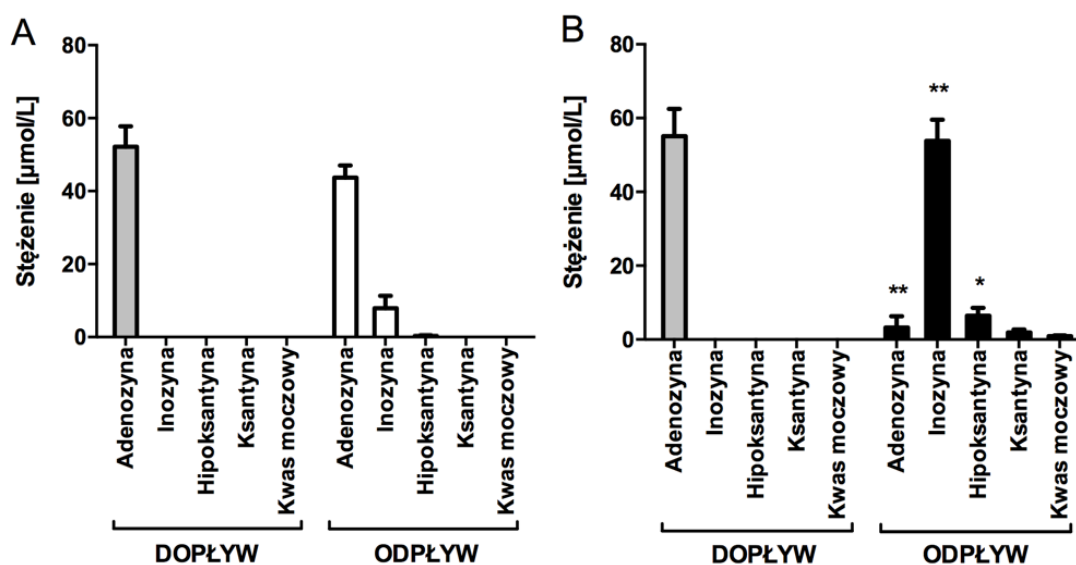 A
Stężenie [µmol/L]
80
60
40
20
0
Adenozyna
Inozyna
Hipoksantyna
Ksantyna
Kwas moczowy
Adenozyna
Inozyna
Hipoksantyna
Ksantyna
Kwas moczowy
DOPŁYW
ODPŁYW
B
Stężenie [µmol/L]
80
60
40
20
0
**
**
*
Adenozyna
Inozyna
Hipoksantyna
Ksantyna
Kwas moczowy
Adenozyna
Inozyna
Hipoksantyna
Ksantyna
Kwas moczowy
DOPŁYW
ODPŁYW